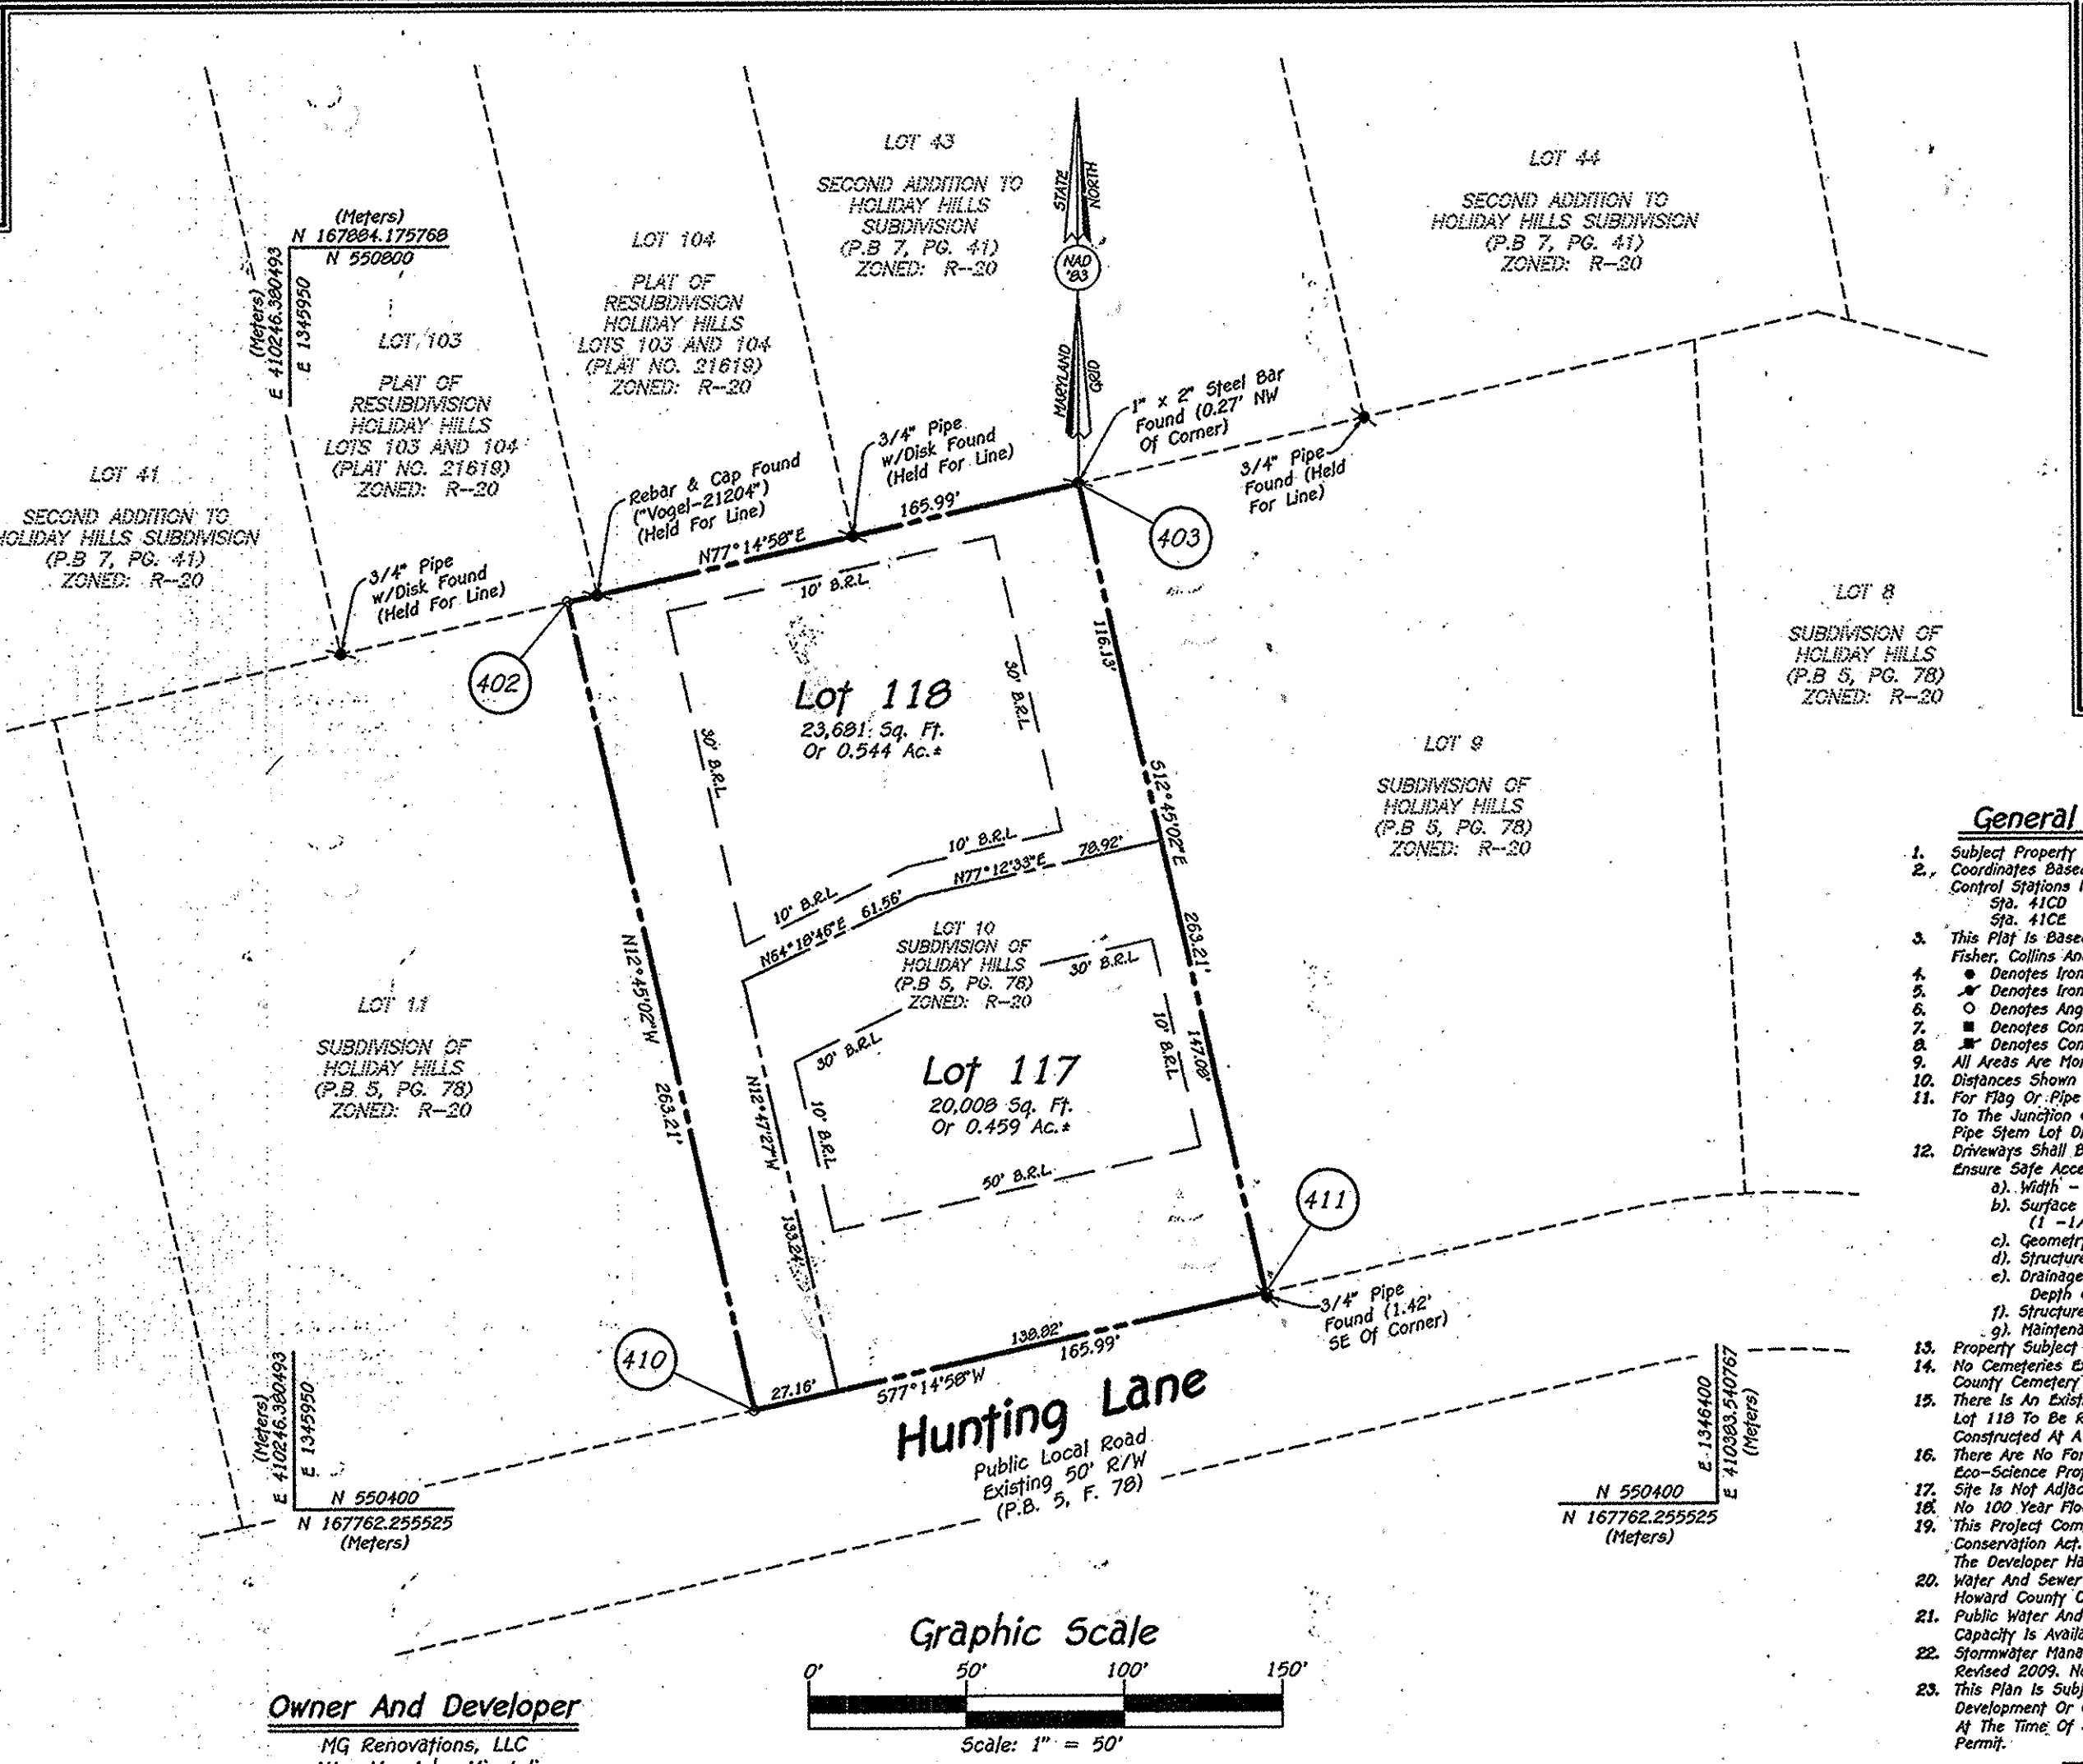 LOT 43
SECOND ADDITION TO
HOLIDAY HILLS
SUBDIVISION
(P.B 7, PG. 41)
ZONED: R-20
LOT 44
SECOND ADDITION TO
HOLIDAY HILLS SUBDIVISION
(P.B 7, PG. 41)
ZONED: R-20
STATE NORTH
NAD '83
MARYLAND GRID
(Meters)
N 167884.175768
N 550800
(Meters)
E 410246.380493
E 1345950
LOT 104
PLAT OF
RESUBDIVISION
HOLIDAY HILLS
LOTS 103 AND 104
(PLAT NO. 21619)
ZONED: R-20
LOT 103
PLAT OF
RESUBDIVISION
HOLIDAY HILLS
LOTS 103 AND 104
(PLAT NO. 21619)
ZONED: R-20
LOT 41
SECOND ADDITION TO
HOLIDAY HILLS SUBDIVISION
(P.B 7, PG. 41)
ZONED: R-20
3/4" Pipe
w/Disk Found
(Held For Line)
Rebar & Cap Found
("Vogel-21204")
(Held For Line)
3/4" Pipe
w/Disk Found
(Held For Line)
1" x 2" Steel Bar
Found (0.27' NW
Of Corner)
3/4" Pipe
Found (Held
For Line)
N77°14'58"E
165.99'
402
403
10' B.R.L
30' B.R.L
30' B.R.L
116.13'
Lot 118
23,681 Sq. Ft.
Or 0.544 Ac.±
S12°45'02"E
263.21'
10' B.R.L
10' B.R.L
N64°18'46"E 61.56'
N77°12'33"E 78.92'
LOT 9
SUBDIVISION OF
HOLIDAY HILLS
(P.B 5, PG. 78)
ZONED: R-20
LOT 8
SUBDIVISION OF
HOLIDAY HILLS
(P.B 5, PG. 78)
ZONED: R-20
LOT 10
SUBDIVISION OF
HOLIDAY HILLS
(P.B 5, PG. 78)
ZONED: R-20
30' B.R.L
30' B.R.L
10' B.R.L
10' B.R.L
147.08'
Lot 117
20,008 Sq. Ft.
Or 0.459 Ac.±
50' B.R.L
N12°45'02"W
263.21'
N12°47'27"W
133.24'
LOT 11
SUBDIVISION OF
HOLIDAY HILLS
(P.B 5, PG. 78)
ZONED: R-20
410
411
3/4" Pipe
Found (1.42'
SE Of Corner)
27.16'
138.82'
S77°14'58"W
165.99'
Hunting Lane
Public Local Road
Existing 50' R/W
(P.B. 5, F. 78)
(Meters)
E 410246.380493
E 1345950
N 550400
N 167762.255525
(Meters)
E 1346400
E 410383.540767
(Meters)
N 550400
N 167762.255525
(Meters)
General
1. Subject Property
2. Coordinates Based
Control Stations
Sta. 41CD
Sta. 41CE
3. This Plat Is Based
Fisher, Collins
4. Denotes Iron
5. Denotes Iron
6. Denotes Ang
7. Denotes Con
8. Denotes Con
9. All Areas Are Mor
10. Distances Shown
11. For Flag Or Pipe
To The Junction
Pipe Stem Lot
12. Driveways Shall
Ensure Safe Acce
a). Width -
b). Surface
(1 -1/
c). Geometry
d). Structure
e). Drainage
Depth
f). Structure
g). Maintena
13. Property Subject
14. No Cemeteries
County Cemetery
15. There Is An Exist
Lot 118 To Be
Constructed At A
16. There Are No For
Eco-Science Prof
17. Site Is Not Adjac
18. No 100 Year Floo
19. This Project Com
Conservation Act.
The Developer Ha
20. Water And Sewer
Howard County
21. Public Water And
Capacity Is Availa
22. Stormwater Mana
Revised 2009.
23. This Plan Is Subj
Development Or
At The Time Of
Permit.
Graphic Scale
0' 50' 100' 150'
Scale: 1" = 50'
Owner And Developer
MG Renovations, LLC